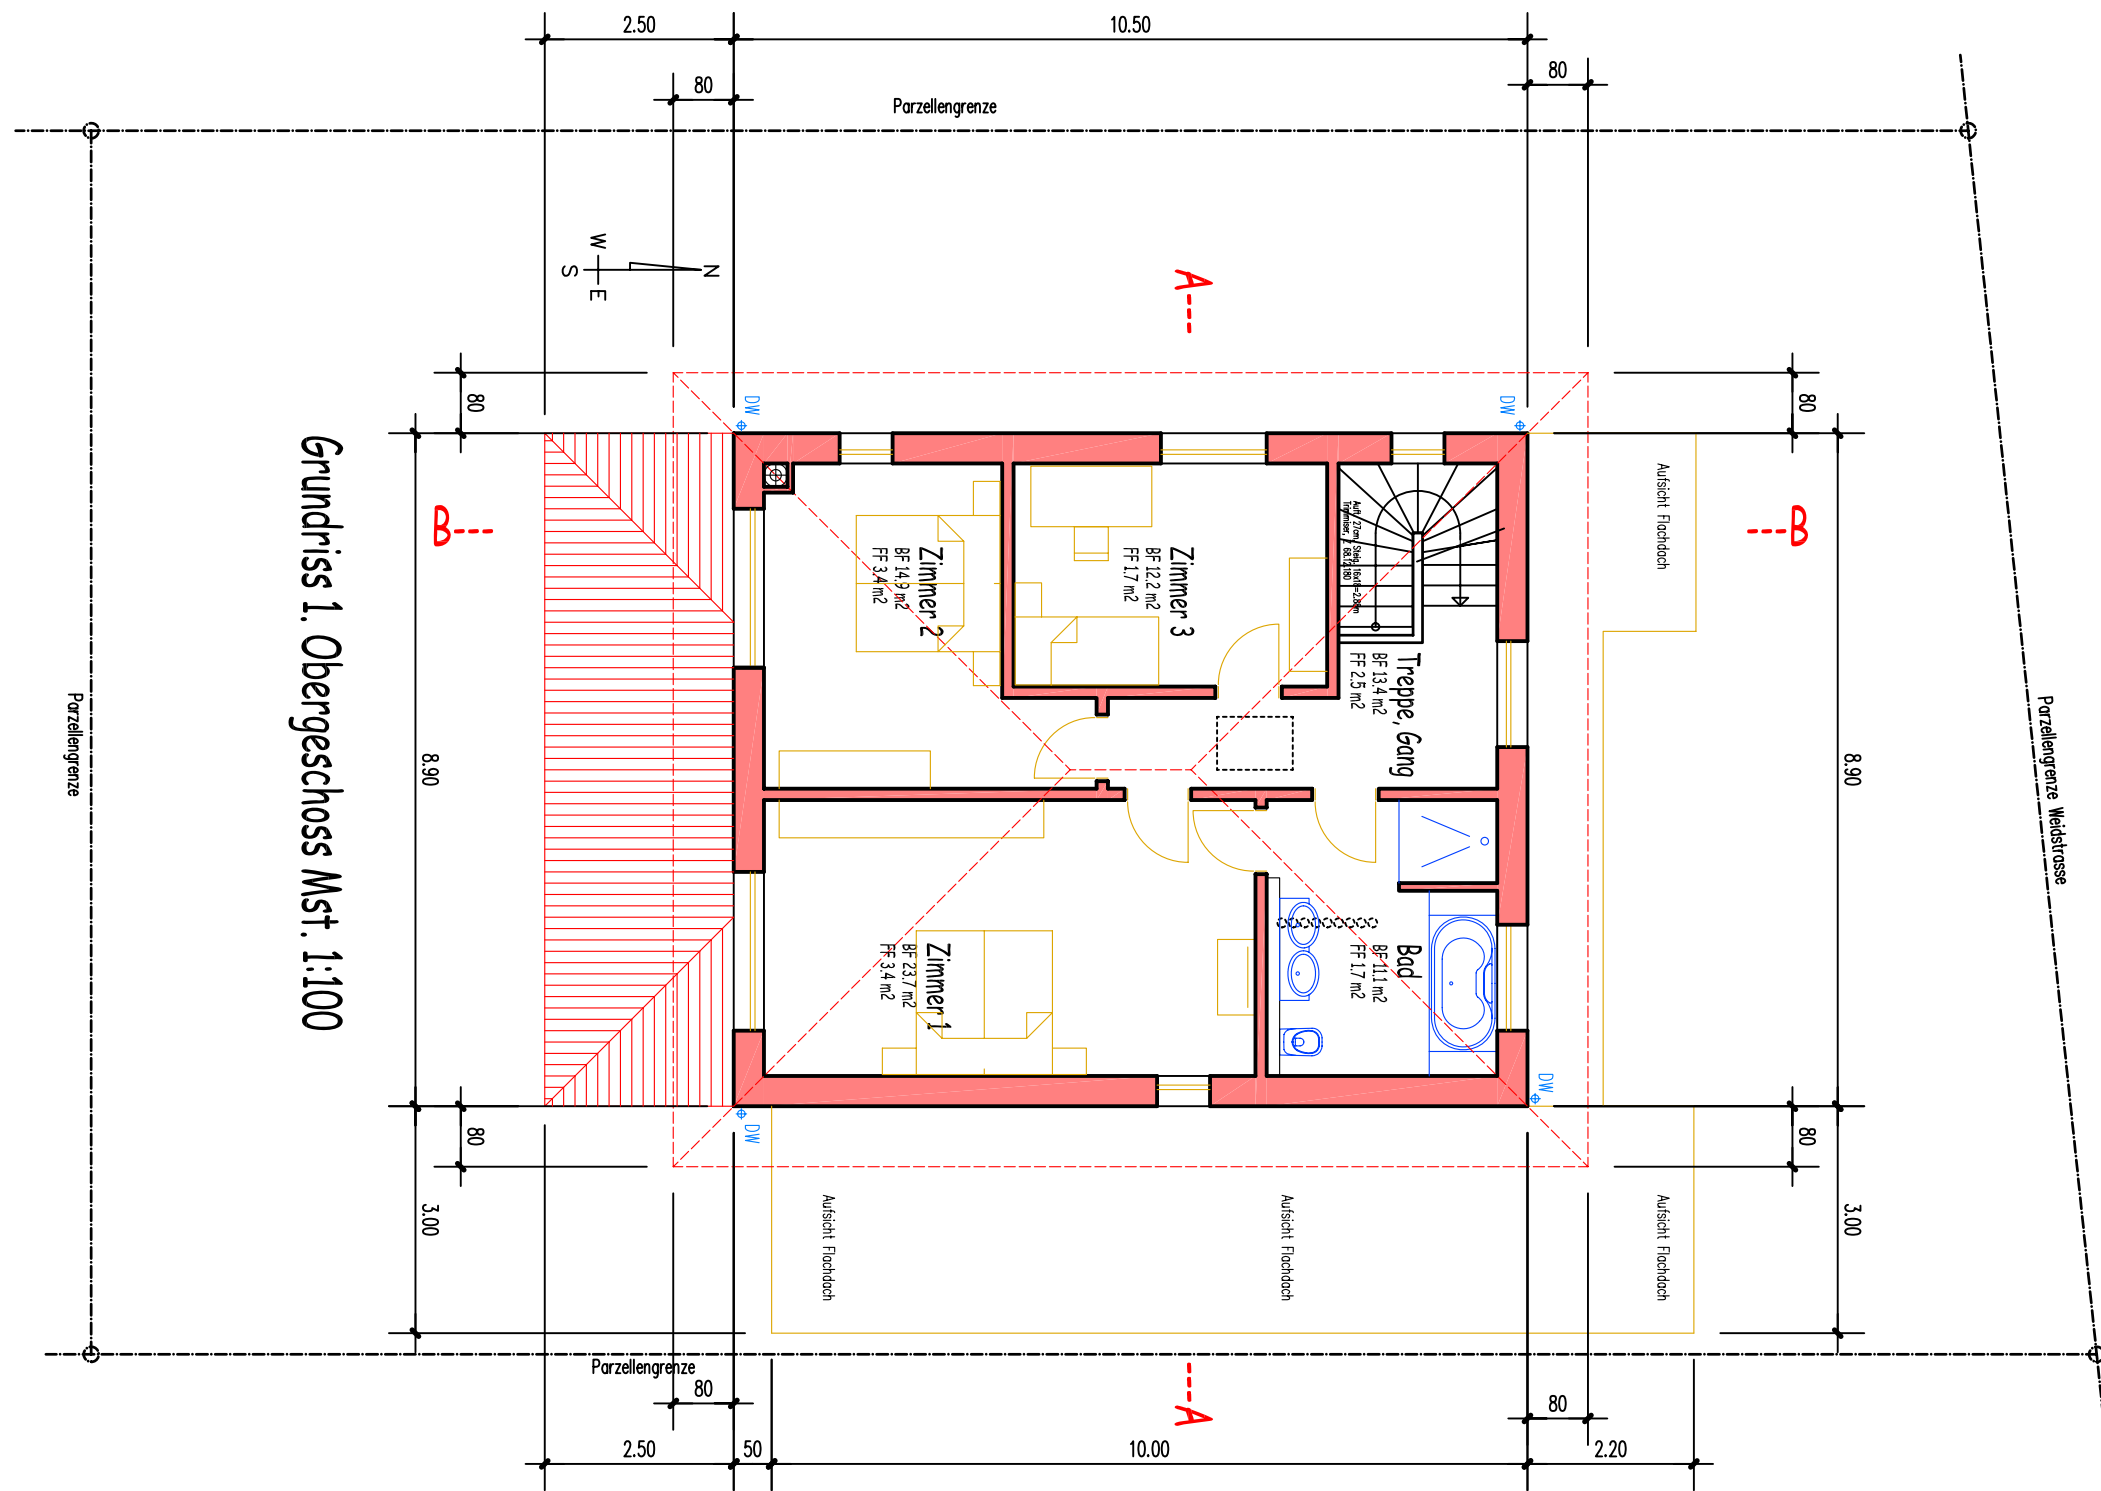 2.50
10.50
80
80
Parzellengrenze
W
N
S
E
A
80
80
DW
DW
Grundriss 1. Obergeschoss Mst. 1:100
B
B
Aufsicht Flachdach
Zimmer 2
BF 14.9 m2
FF 3.4 m2
Zimmer 3
BF 12.2 m2
FF 1.7 m2
Treppe, Gang
BF 13.4 m2
FF 2.5 m2
Parzellengrenze
Parzellengrenze Weidstrasse
8.90
8.90
Zimmer 1
BF 23.7 m2
FF 3.4 m2
Bad
BF 11.1 m2
FF 1.7 m2
DW
DW
80
80
3.00
3.00
Aufsicht Flachdach
Aufsicht Flachdach
Aufsicht Flachdach
Parzellengrenze
80
A
80
2.50
50
10.00
2.20